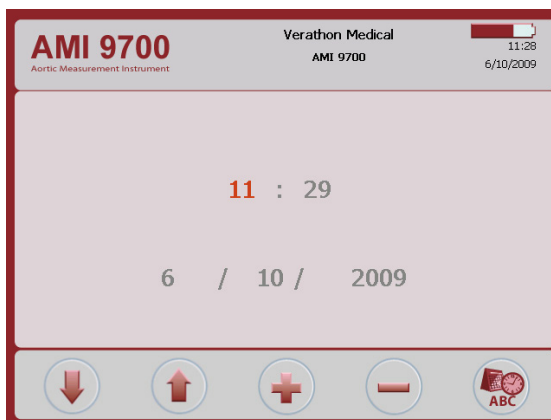 AMI 9700
Aortic Measurement Instrument
Verathon Medical
AMI 9700
11:28
6/10/2009
11 : 29
6 / 10 / 2009
ABC